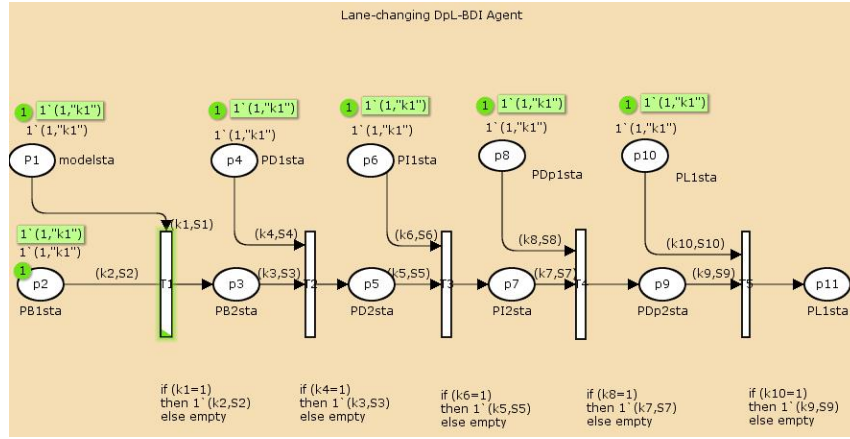 Lane-changing DpL-BDI Agent
1 1`(1,"k1")
1`(1,"k1")
P1 modelsta
1 1`(1,"k1")
1`(1,"k1")
p4 PD1sta
1 1`(1,"k1")
1`(1,"k1")
p6 PI1sta
1 1`(1,"k1")
1`(1,"k1")
p8
PDp1sta
1 1`(1,"k1")
1`(1,"k1")
p10
PL1sta
(k1,S1)
(k4,S4)
(k6,S6)
(k8,S8)
(k10,S10)
1`(1,"k1")
1`(1,"k1")
1
p2 (k2,S2) T1 p3 (k3,S3) T2 p5 (k5,S5) T3 p7 (k7,S7) T4 p9 (k9,S9) T5 p11
PB1sta PB2sta PD2sta PI2sta PDp2sta PL1sta
if (k1=1)
then 1`(k2,S2)
else empty
if (k4=1)
then 1`(k3,S3)
else empty
if (k6=1)
then 1`(k5,S5)
else empty
if (k8=1)
then 1`(k7,S7)
else empty
if (k10=1)
then 1`(k9,S9)
else empty